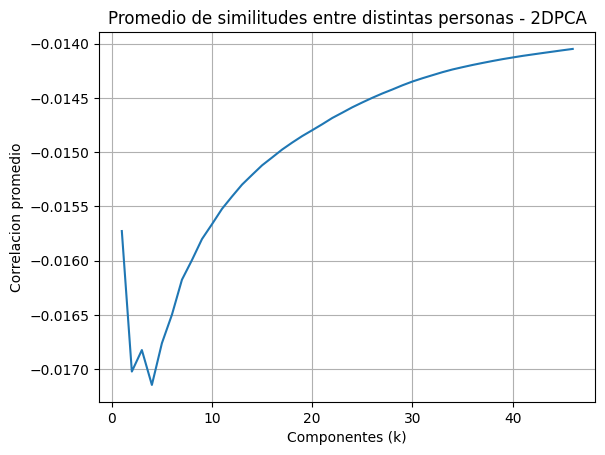 Promedio de similitudes entre distintas personas - 2DPCA
−0.0140
−0.0145
−0.0150
−0.0155
−0.0160
−0.0165
−0.0170
Correlacion promedio
0 10 20 30 40
Componentes (k)